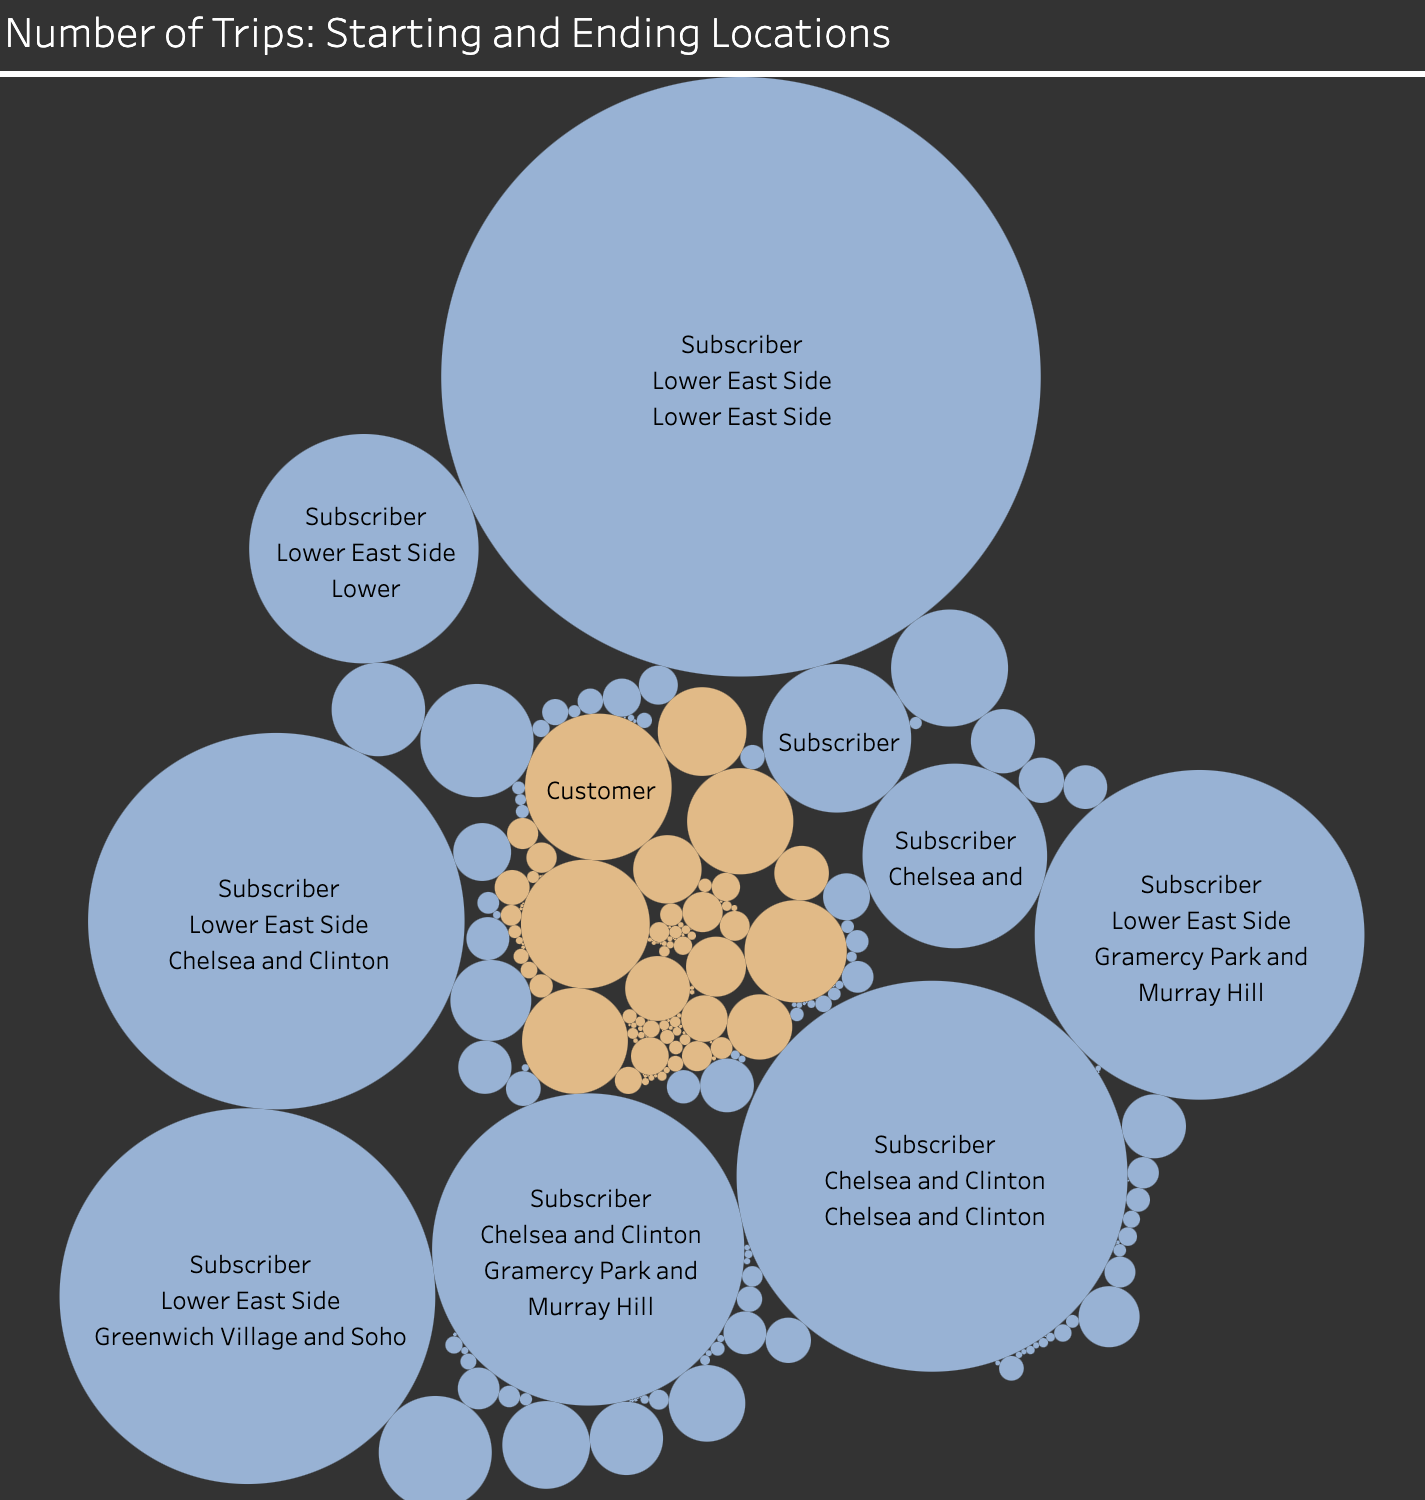 Number of Trips: Starting and Ending Locations
Subscriber
Lower East Side
Lower East Side
Subscriber
Lower East Side
Lower
Subscriber
Customer
Subscriber
Chelsea and
Subscriber
Lower East Side
Chelsea and Clinton
Subscriber
Lower East Side
Gramercy Park and
Murray Hill
Subscriber
Chelsea and Clinton
Chelsea and Clinton
Subscriber
Chelsea and Clinton
Gramercy Park and
Murray Hill
Subscriber
Lower East Side
Greenwich Village and Soho